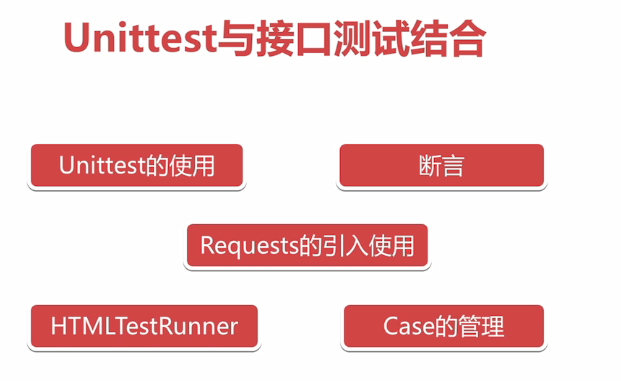 Unittest与接口测试结合
Unittest的使用
断言
Requests的引入使用
HTMLTestRunner
Case的管理